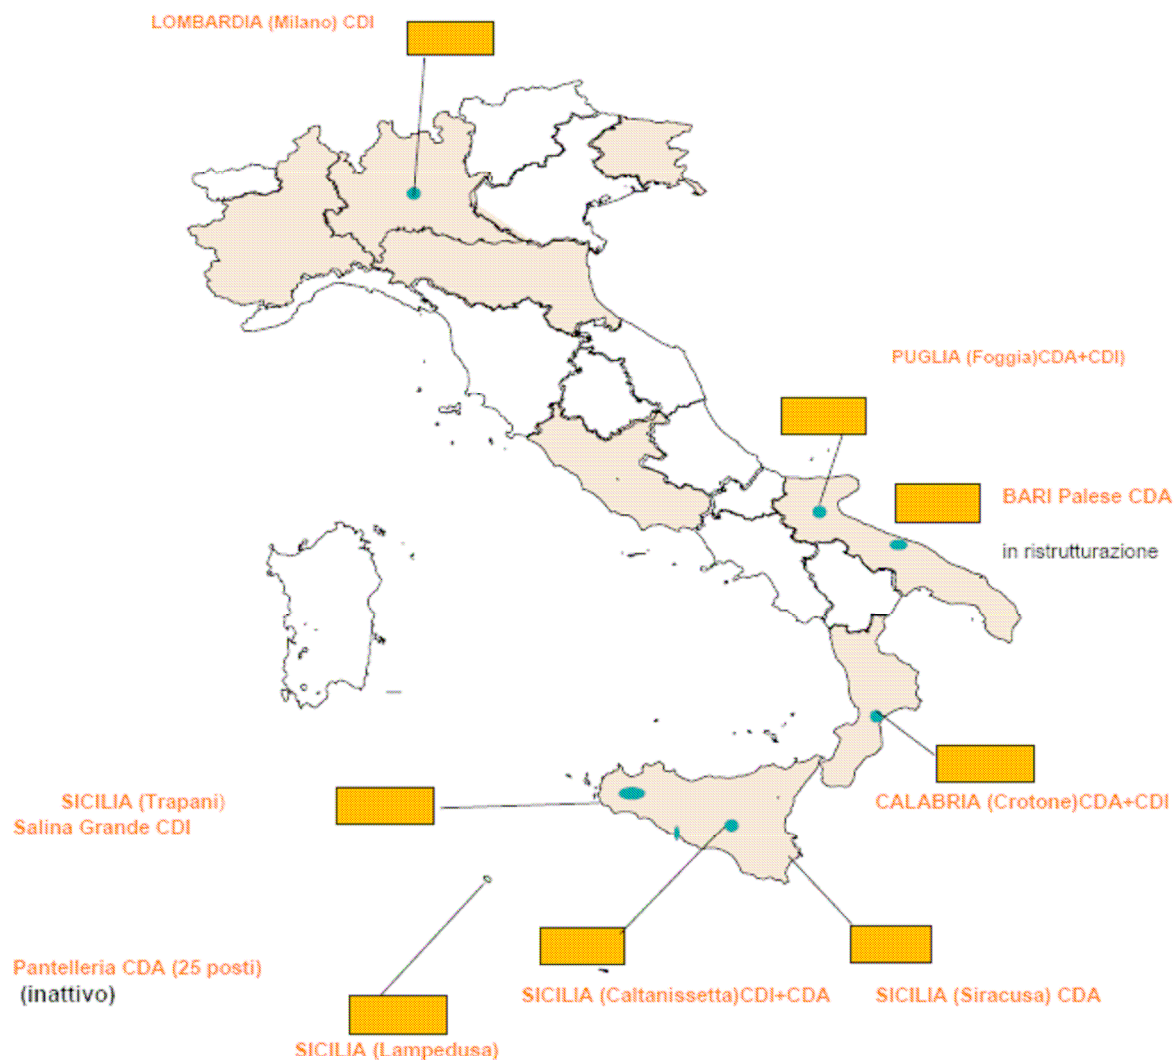 LOMBARDIA (Milano) CDI
PUGLIA (Foggia)CDA+CDI)
BARI Palese CDA
in ristrutturazione
CALABRIA (Crotone)CDA+CDI
SICILIA (Trapani)
Salina Grande CDI
Pantelleria CDA (25 posti)
(inattivo)
SICILIA (Caltanissetta)CDI+CDA
SICILIA (Siracusa) CDA
SICILIA (Lampedusa)